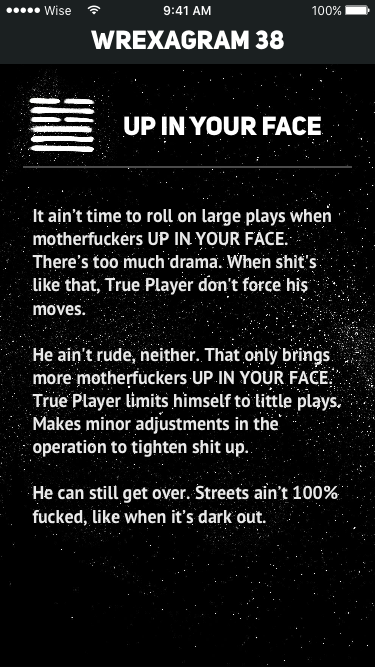 Wise 9:41 AM 100%
WREXAGRAM 38
UP IN YOUR FACE
It ain't time to roll on large plays when
motherfuckers UP IN YOUR FACE.
There's too much drama. When shit's
like that, True Player don't force his
moves.
He ain't rude, neither. That only brings
more motherfuckers UP IN YOUR FACE.
True Player limits himself to little plays.
Makes minor adjustments in the
operation to tighten shit up.
He can still get over. Streets ain't 100%
fucked, like when it's dark out.